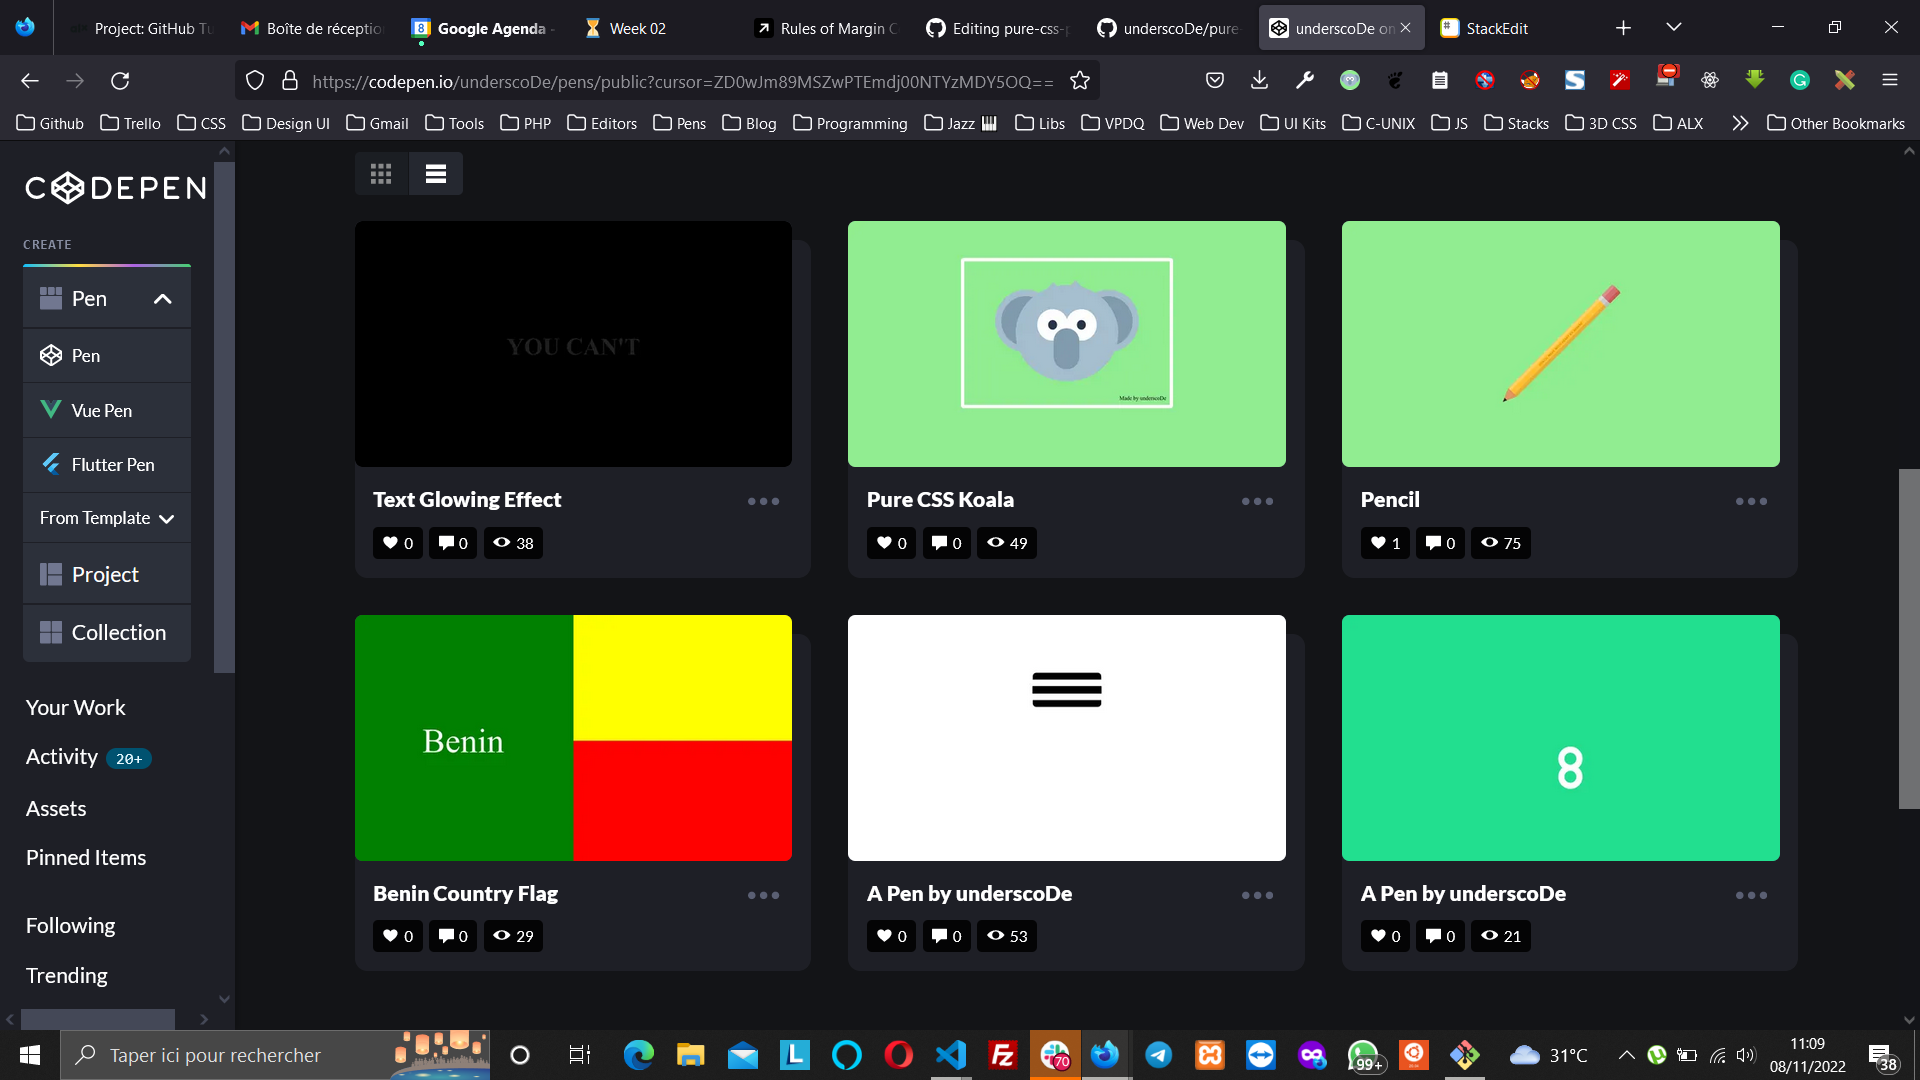 Project: GitHub Tu
Boîte de réception
Google Agenda -
Week 02
Rules of Margin C
Editing pure-css-p
underscoDe/pure-
underscoDe on
StackEdit
https://codepen.io/underscoDe/pens/public?cursor=ZD0wJm89MSZwPTEmdj00NTYzMDY5OQ==
Github
Trello
CSS
Design UI
Gmail
Tools
PHP
Editors
Pens
Blog
Programming
Jazz
Libs
VPDQ
Web Dev
UI Kits
C-UNIX
JS
Stacks
3D CSS
ALX
Other Bookmarks
CODEPEN
CREATE
Pen
Pen
Vue Pen
Flutter Pen
From Template
Project
Collection
Your Work
Activity 20+
Assets
Pinned Items
Following
Trending
YOU CAN'T
Text Glowing Effect
0 0 38
Made by underscoDe
Pure CSS Koala
0 0 49
Pencil
1 0 75
Benin
Benin Country Flag
0 0 29
A Pen by underscoDe
0 0 53
8
A Pen by underscoDe
0 0 21
Taper ici pour rechercher
70
99+
31°C
11:09
08/11/2022
38